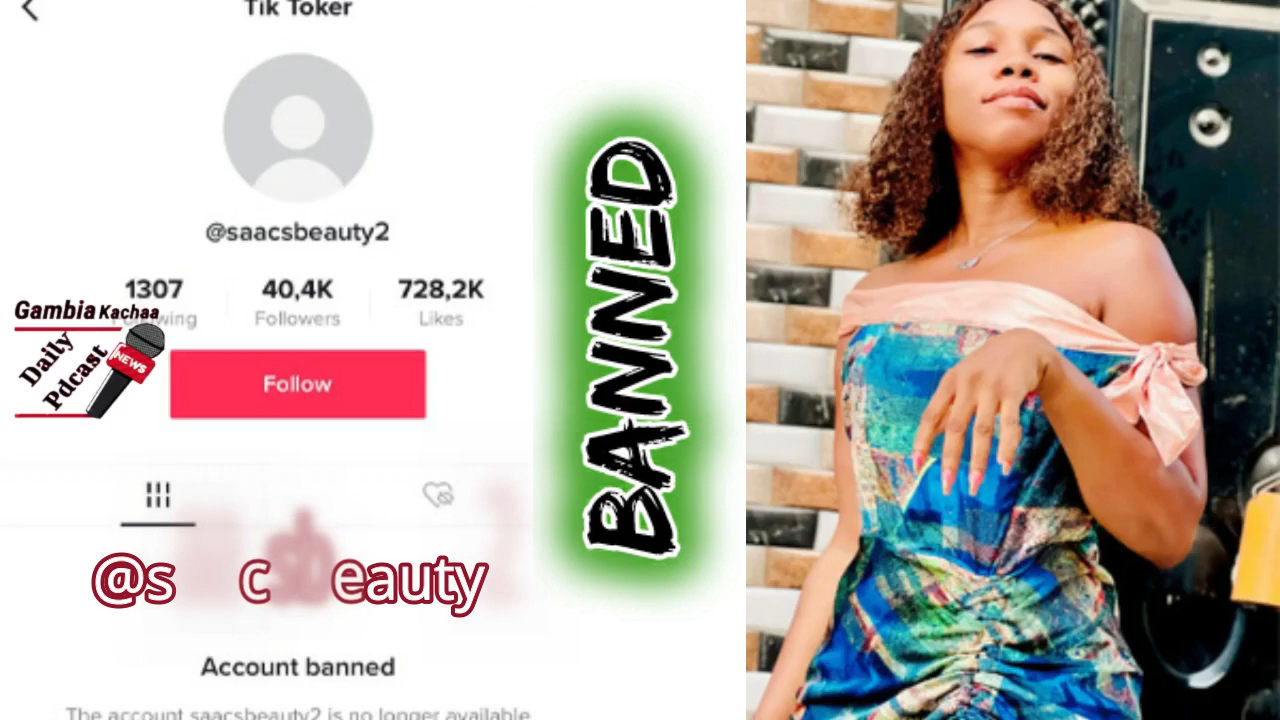 Tik Toker
@saacsbeauty2
1307
40,4K
728,2K
Following
Followers
Likes
Gambia Kachaa
Daily
Pdcast
NEWS
Follow
@s c eauty
Account banned
The account saacsbeauty2 is no longer available
BANNED